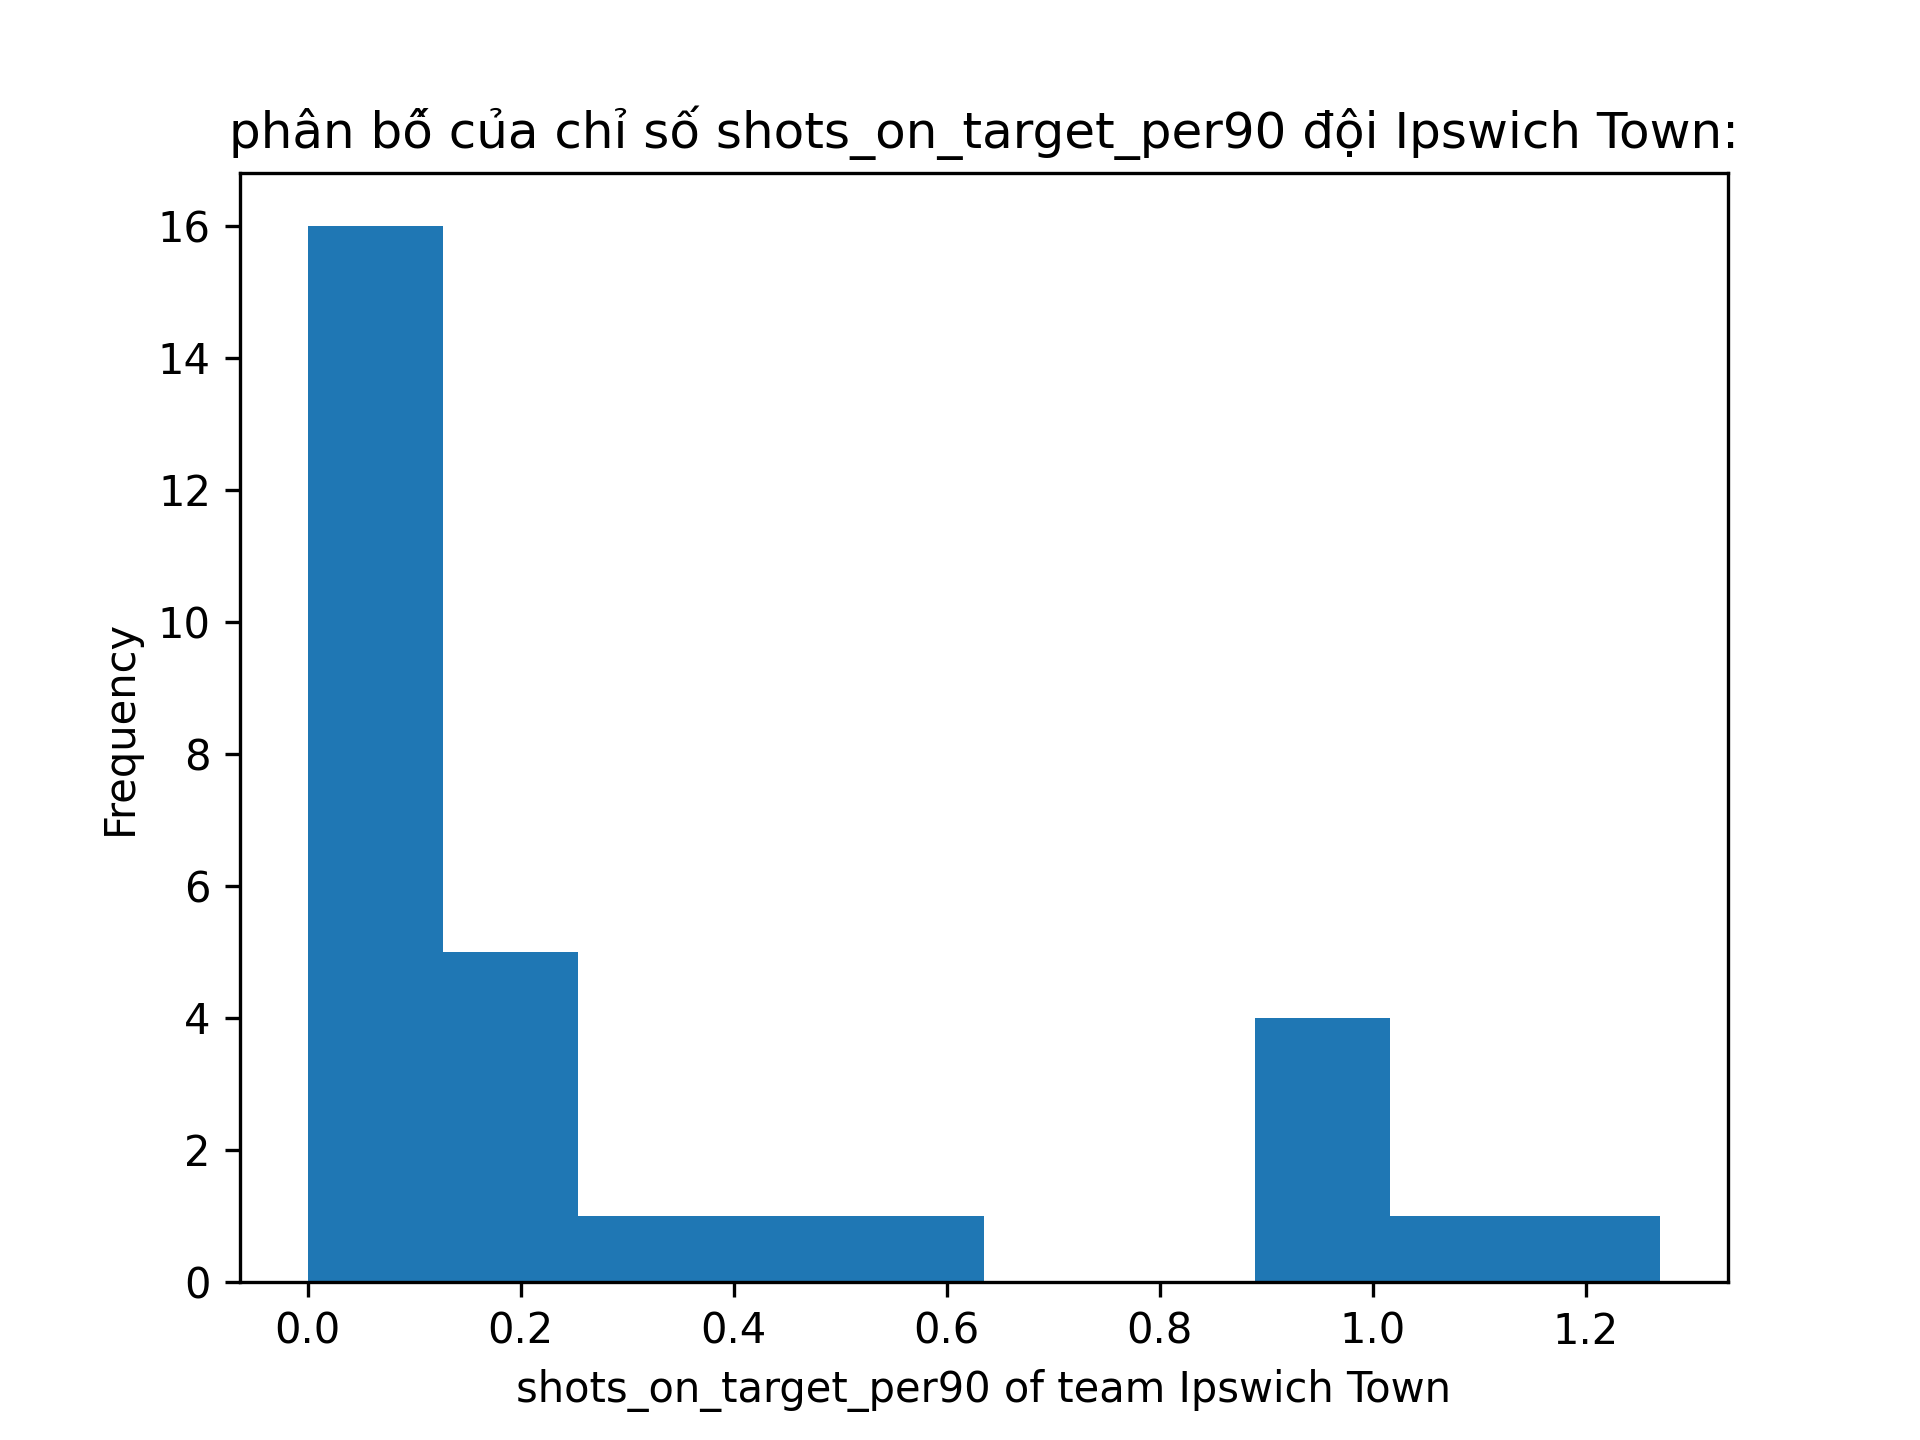 phân bỗ của chỉ số shots_on_target_per90 đội Ipswich Town:
16
14
12
10
8
6
4
2
0
Frequency
0.0 0.2 0.4 0.6 0.8 1.0 1.2
shots_on_target_per90 of team Ipswich Town